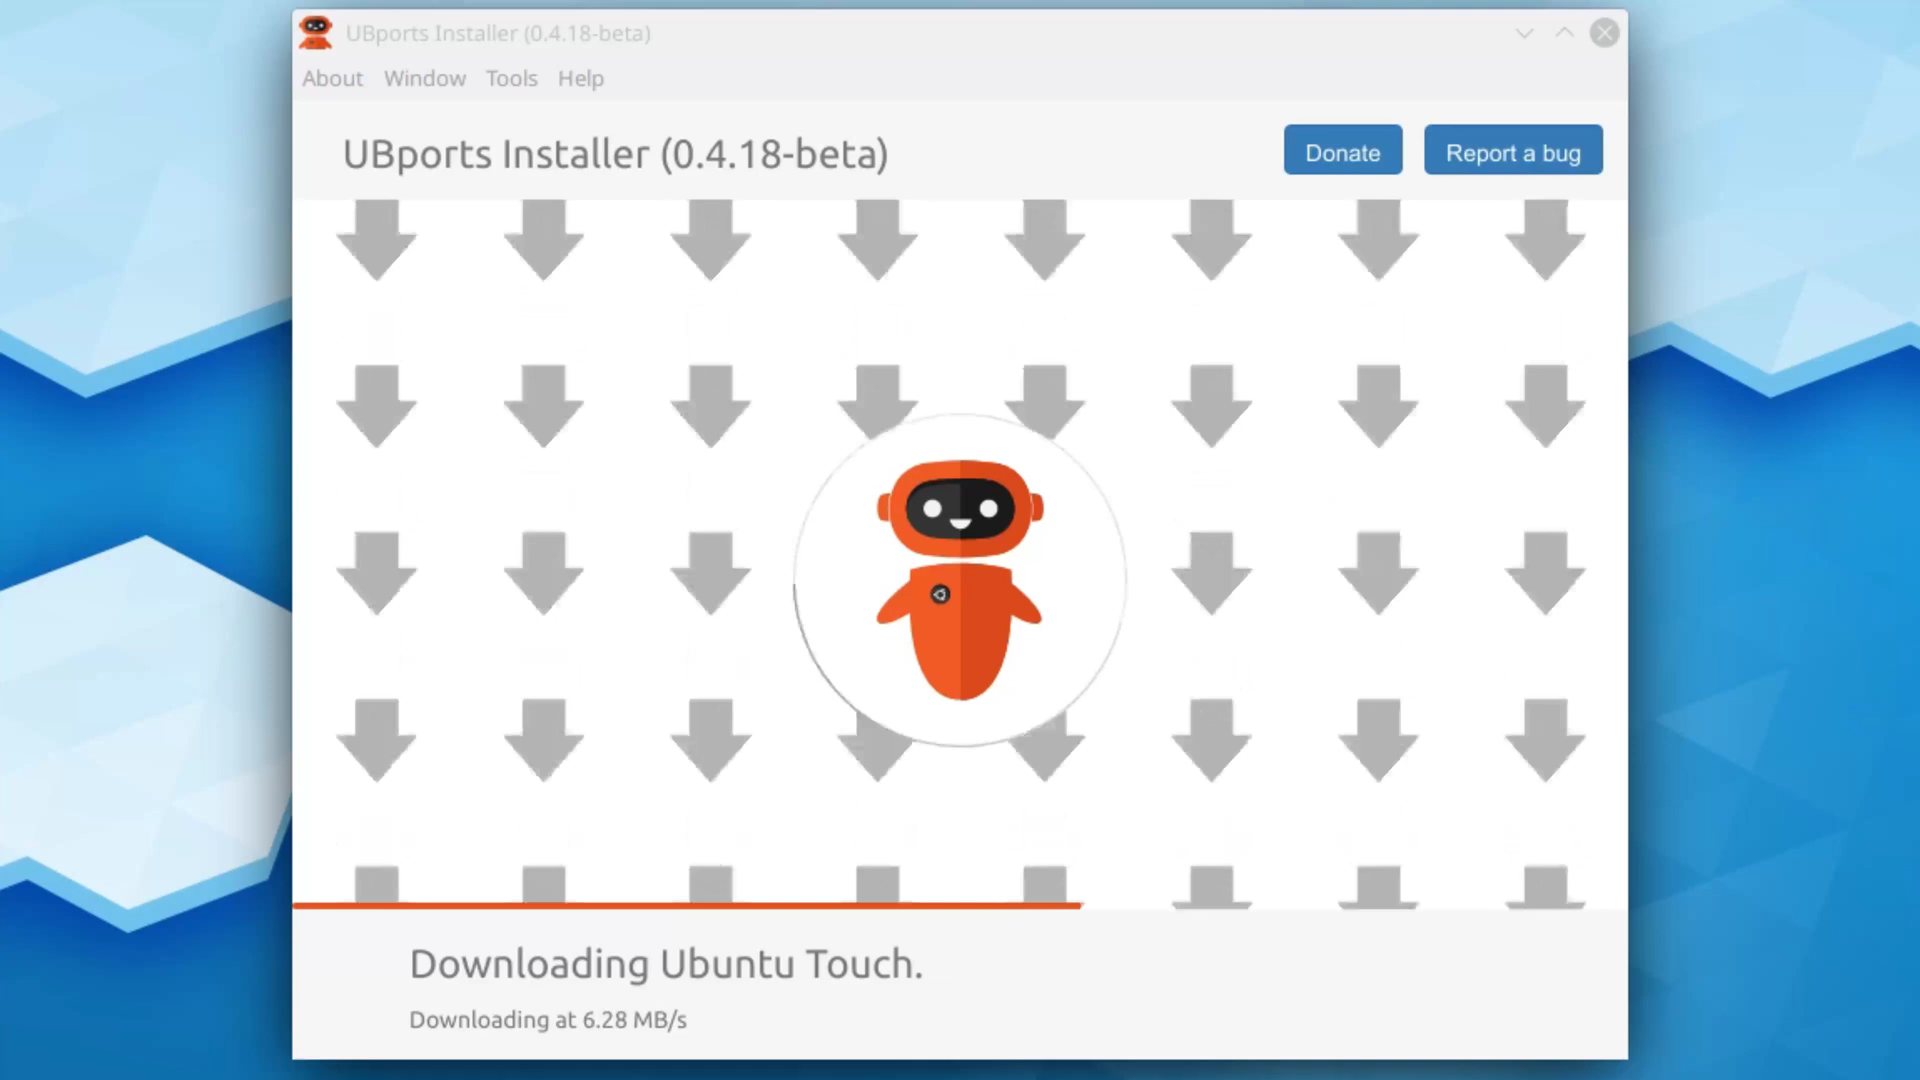 UBports Installer (0.4.18-beta)
About Window Tools Help
UBports Installer (0.4.18-beta)
Donate
Report a bug
Downloading Ubuntu Touch.
Downloading at 6.28 MB/s